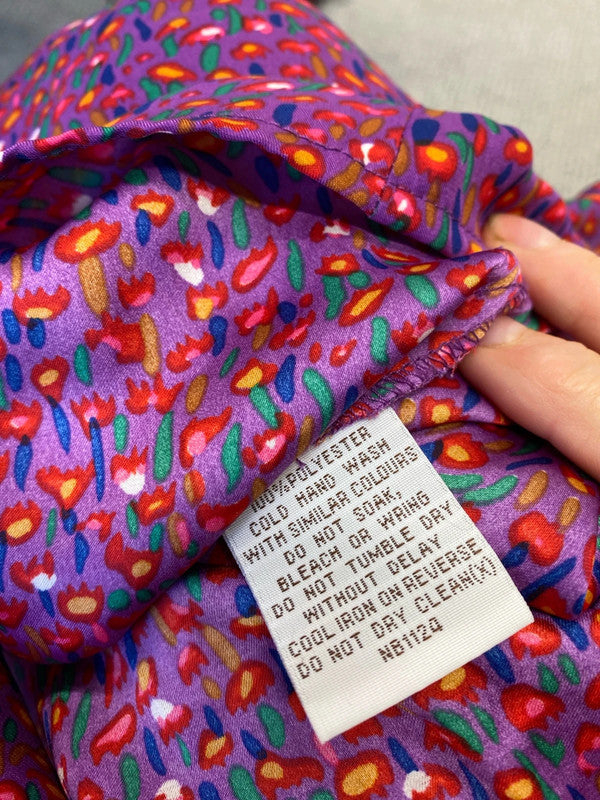 100% POLYESTER
COLD HAND WASH
WITH SIMILAR COLOURS
DO NOT SOAK,
BLEACH OR WRING
DO NOT TUMBLE DRY
WITHOUT DELAY
COOL IRON ON REVERSE
DO NOT DRY CLEAN(X)
NB1124